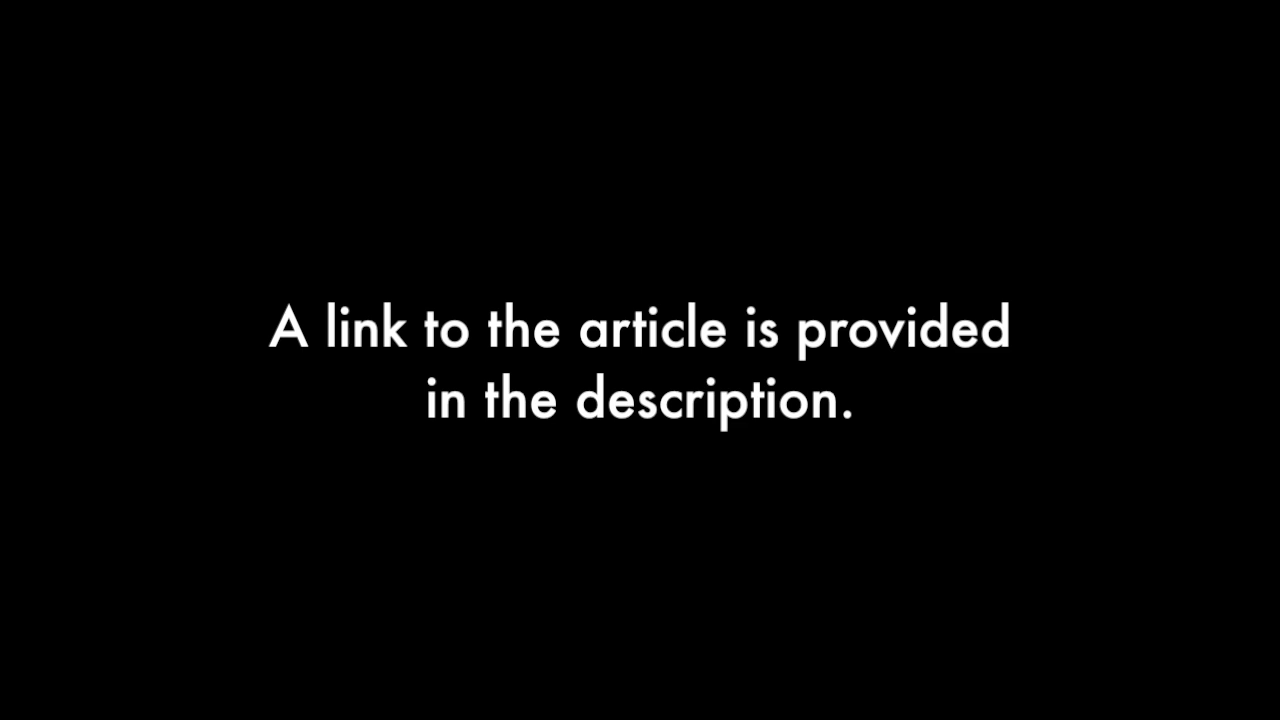 A link to the article is provided
in the description.